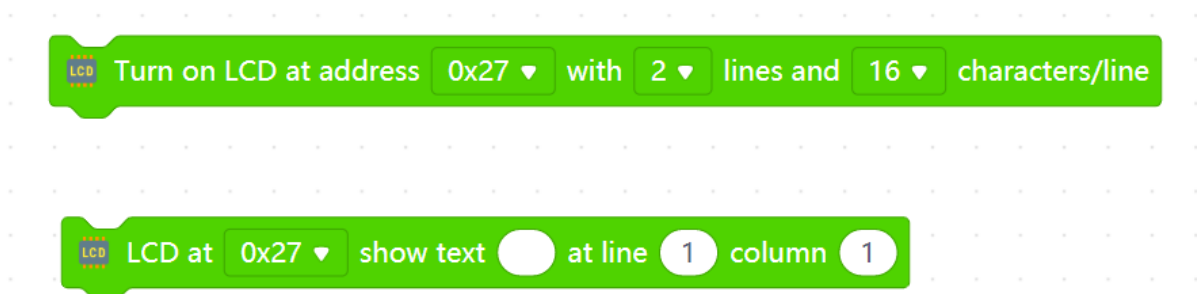 LCD Turn on LCD at address 0x27 with 2 lines and 16 characters/line
LCD LCD at 0x27 show text at line 1 column 1